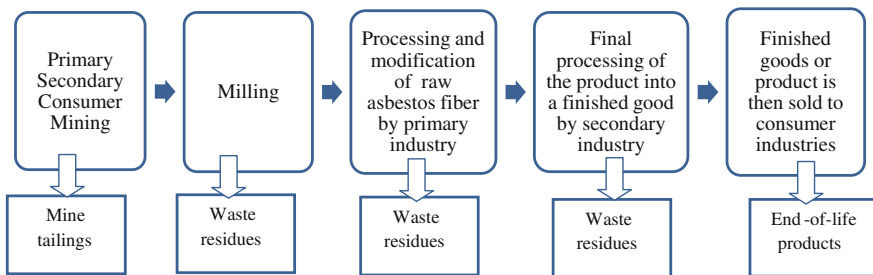 Primary
Secondary
Consumer
Mining
Milling
Processing and
modification
of raw
asbestos fiber
by primary
industry
Final
processing of
the product into
a finished good
by secondary
industry
Finished
goods or
product is
then sold to
consumer
industries
Mine
tailings
Waste
residues
Waste
residues
Waste
residues
End-of-life
products